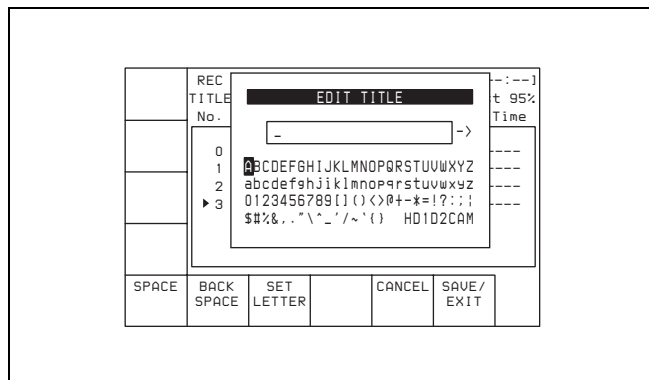 REC -:--]
EDIT TITLE
TITLE t 95%
No. Time
_ ->
0 ----
ABCDEFGHIJKLMNOPQRSTUVWXYZ
1 ----
abcdefghijklmnopqrstuvwxyz
2 ----
0123456789[]()<>@+-*=!?:;¦
▶3 ----
$#%&,."\^_'/~`{} HD1D2CAM
SPACE BACK SPACE SET LETTER CANCEL SAVE/ EXIT